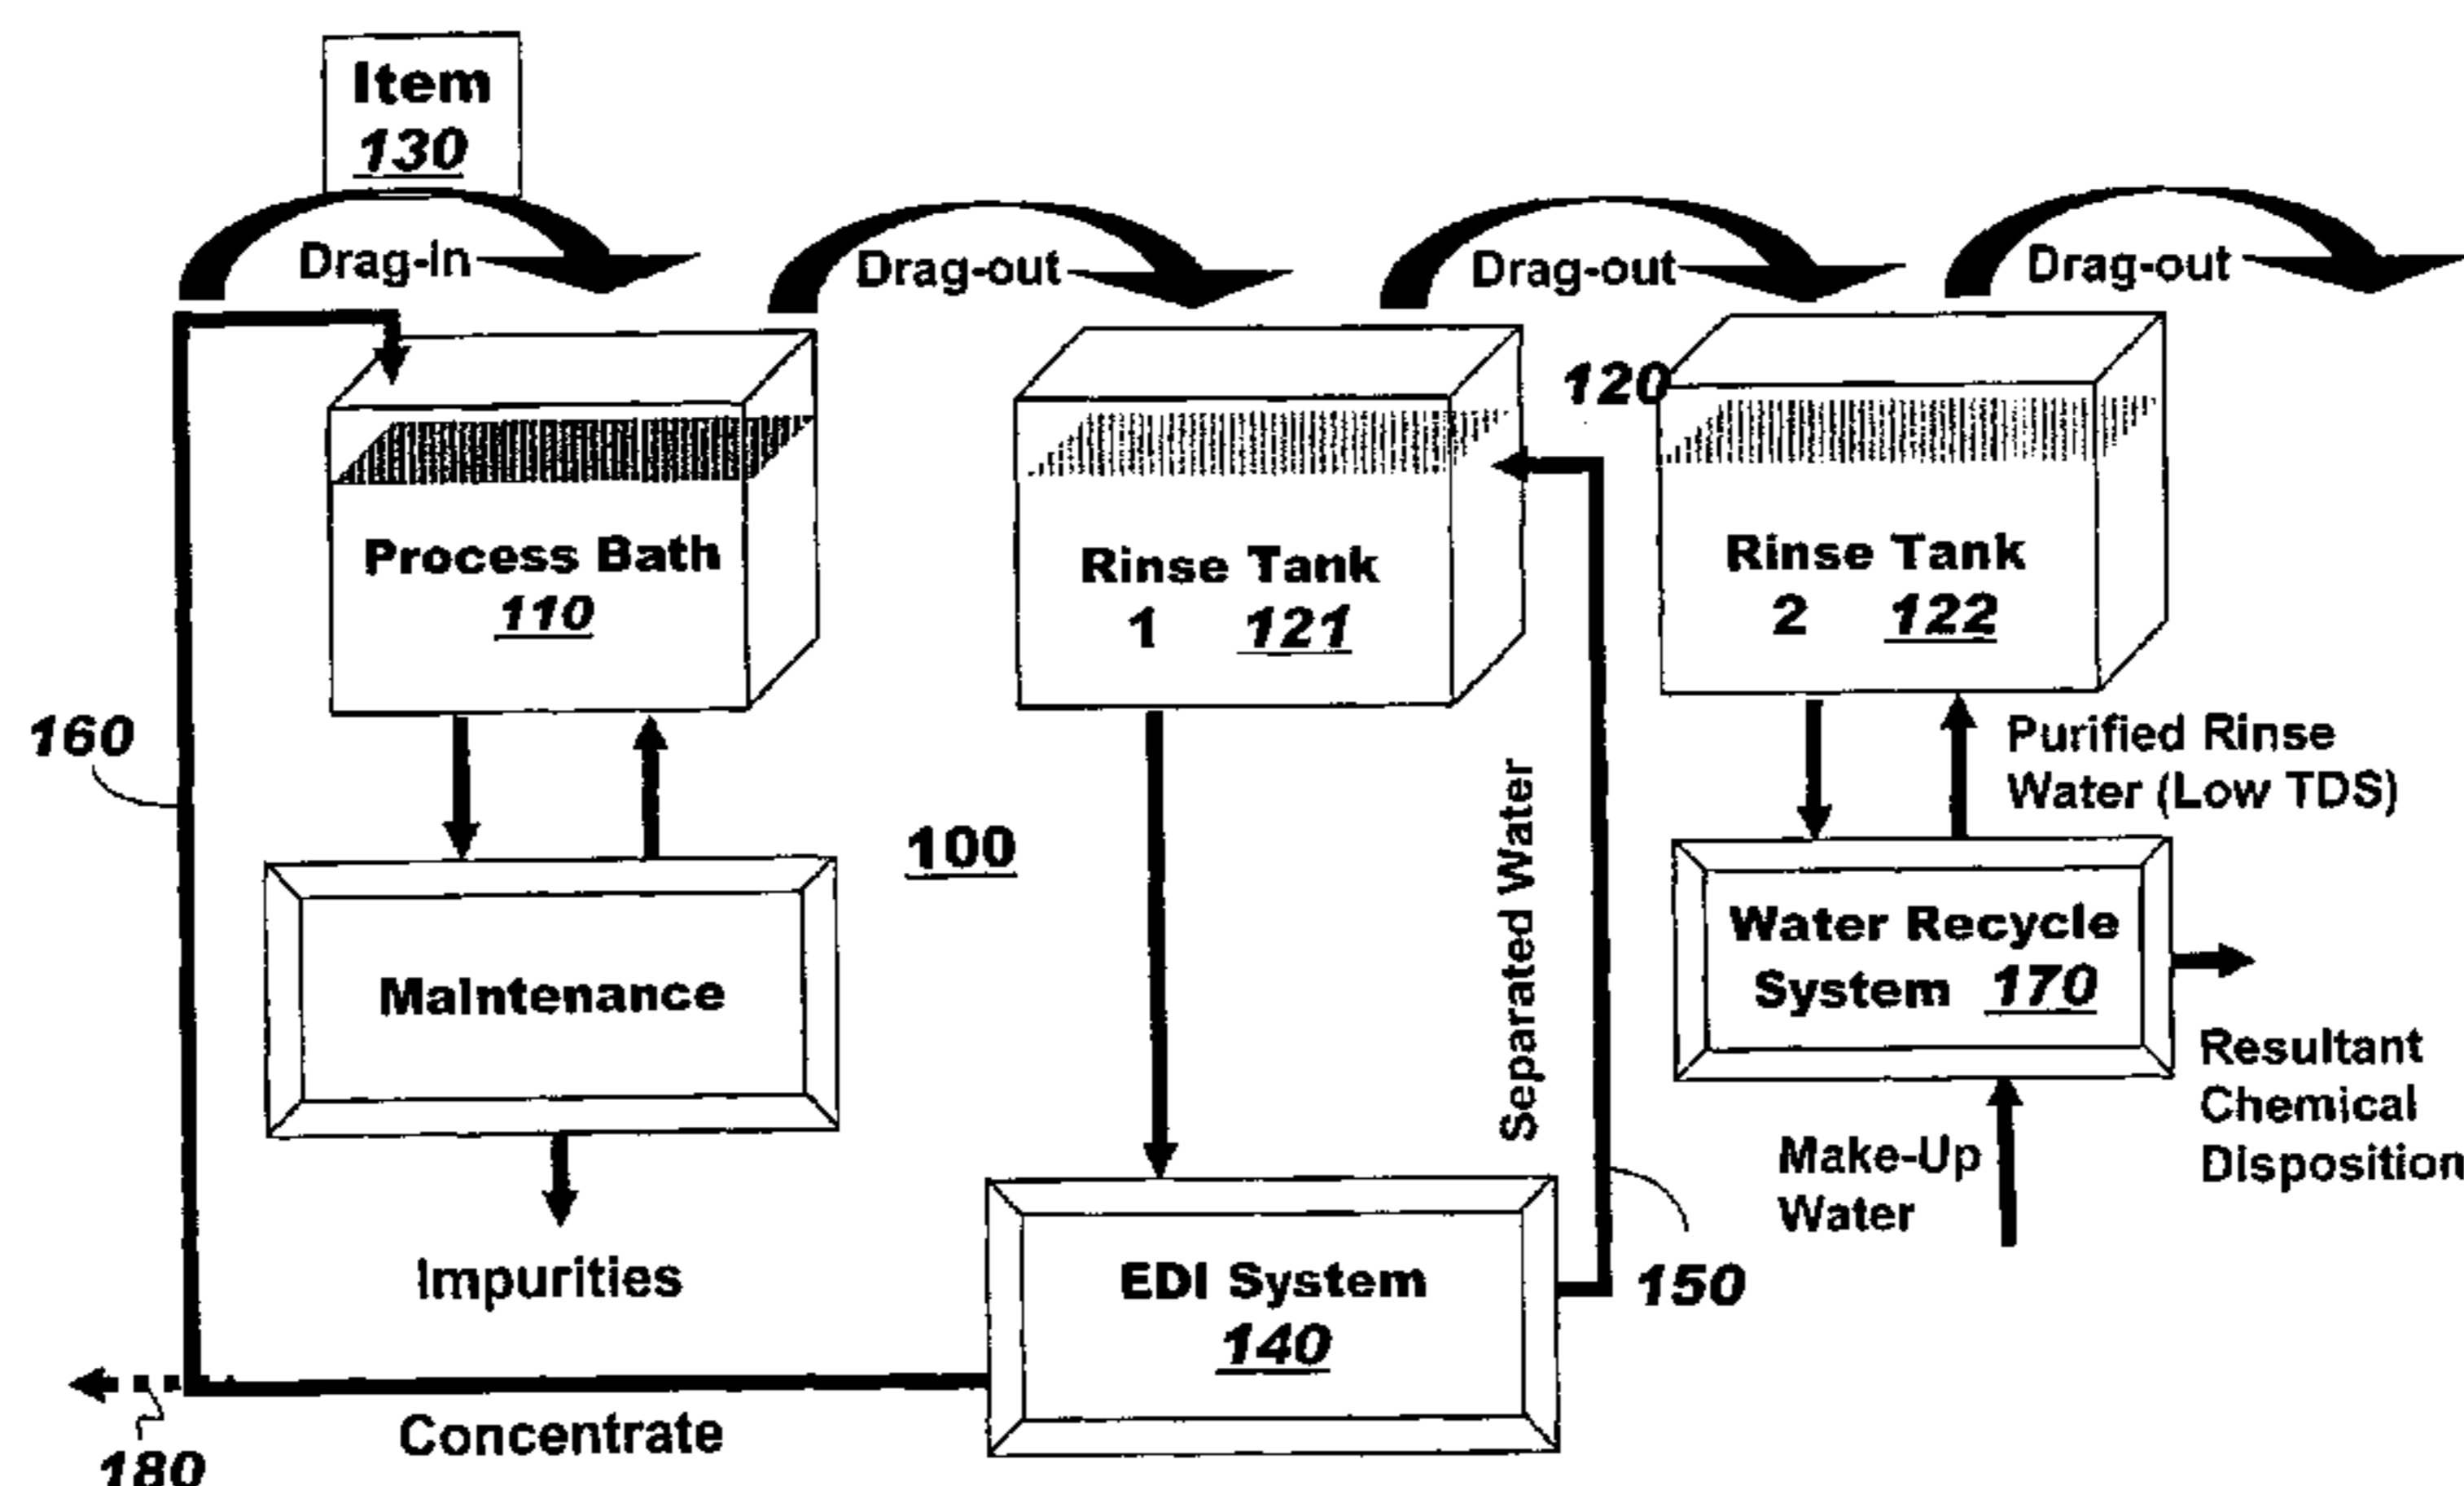 Item
130
Drag-in
Drag-out
Drag-out
Drag-out
120
Process Bath
110
Rinse Tank
1 121
Rinse Tank
2 122
160
100
Separated Water
Purified Rinse
Water (Low TDS)
Maintenance
Water Recycle
System 170
Resultant
Chemical
Disposition
Make-Up
Water
Impurities
EDI System
140
150
Concentrate
180